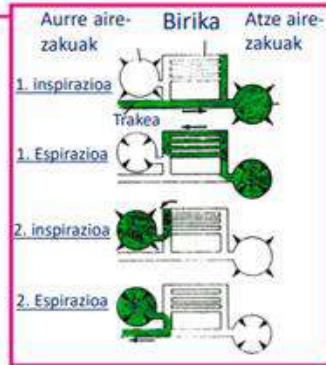 Aurre aire-
zakuak
Birika
Atze aire-
zakuak
1. inspirazioa
Trakea
1. Espirazioa
2. inspirazioa
2. Espirazioa